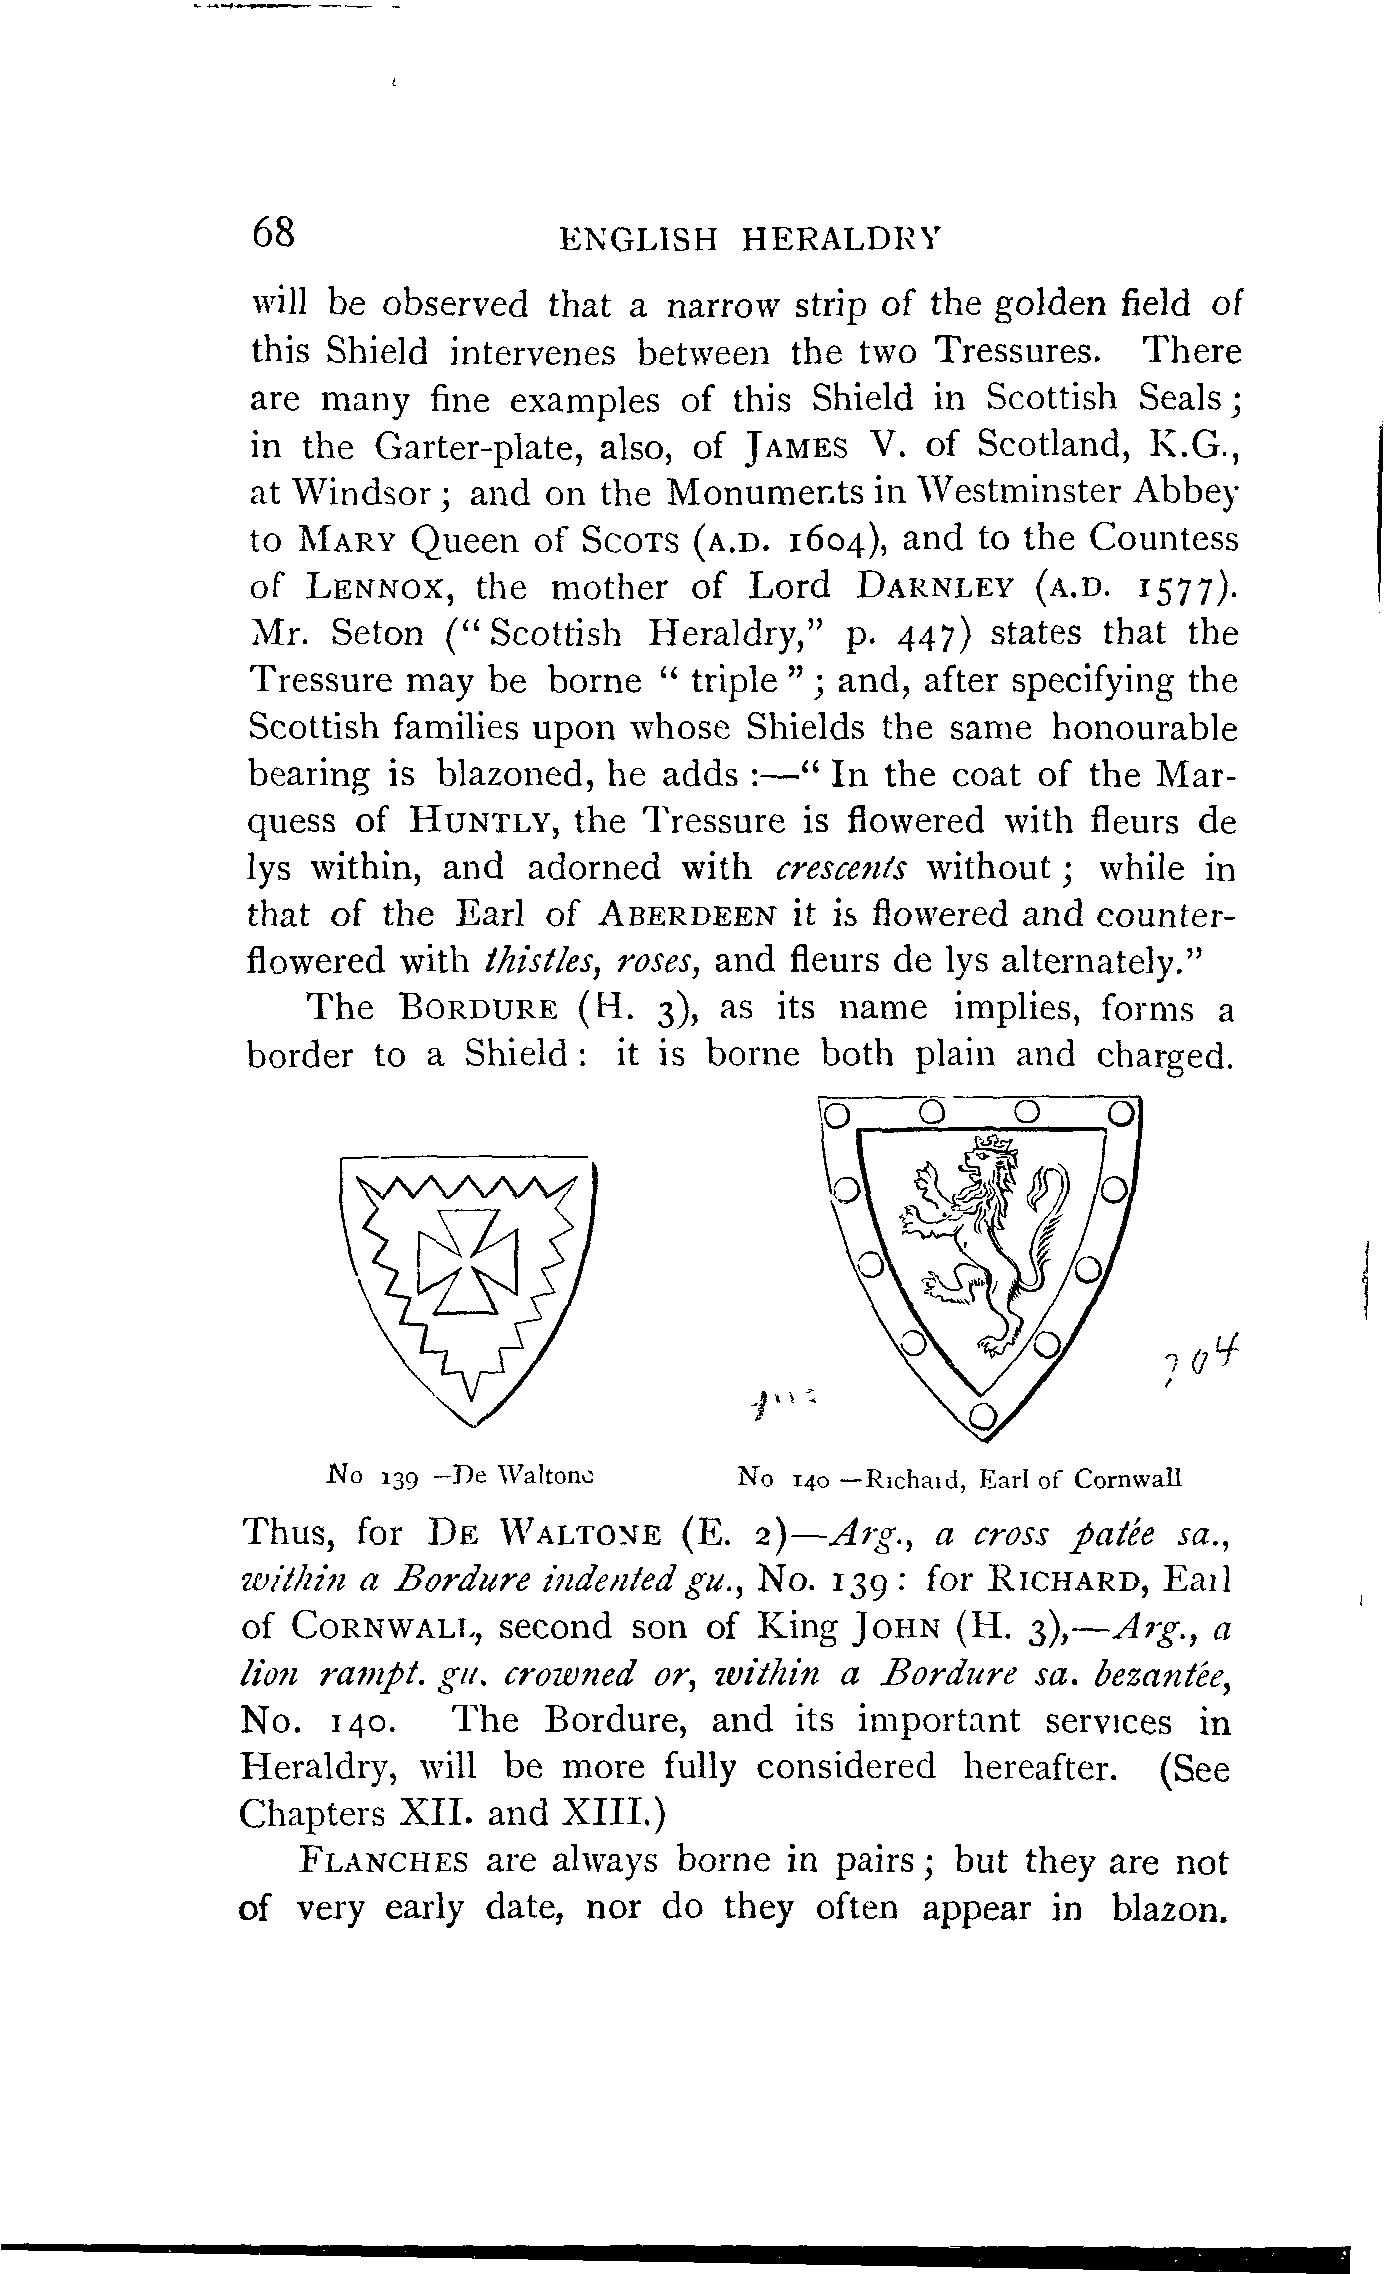 68
ENGLISH HERALDRY
will be observed that a narrow strip of the golden field of
this Shield intervenes between the two Tressures. There
are many fine examples of this Shield in Scottish Seals;
in the Garter-plate, also, of JAMES V. of Scotland, K.G.,
at Windsor; and on the Monuments in Westminster Abbey
to MARY Queen of SCOTS (A.D. 1604), and to the Countess
of LENNOX, the mother of Lord DARNLEY (A.D. 1577).
Mr. Seton ("Scottish Heraldry," p. 447) states that the
Tressure may be borne "triple"; and, after specifying the
Scottish families upon whose Shields the same honourable
bearing is blazoned, he adds:—"In the coat of the Mar-
quess of HUNTLY, the Tressure is flowered with fleurs de
lys within, and adorned with crescents without; while in
that of the Earl of ABERDEEN it is flowered and counter-
flowered with thistles, roses, and fleurs de lys alternately."
The BORDURE (H. 3), as its name implies, forms a
border to a Shield: it is borne both plain and charged.
No 139 —De Waltone
No 140 —Richard, Earl of Cornwall
Thus, for DE WALTONE (E. 2)—Arg., a cross patée sa.,
within a Bordure indented gu., No. 139: for RICHARD, Earl
of CORNWALL, second son of King JOHN (H. 3),—Arg., a
lion rampt. gu. crowned or, within a Bordure sa. bezantée,
No. 140. The Bordure, and its important services in
Heraldry, will be more fully considered hereafter. (See
Chapters XII. and XIII.)
FLANCHES are always borne in pairs; but they are not
of very early date, nor do they often appear in blazon.